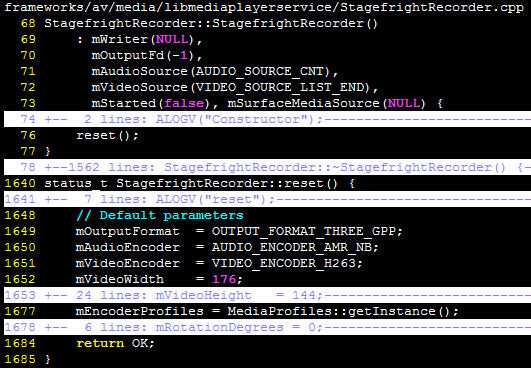 frameworks/av/media/libmediaplayerservice/StagefrightRecorder.cpp
68 StagefrightRecorder::StagefrightRecorder()
69     : mWriter(NULL),
70       mOutputFd(-1),
71       mAudioSource(AUDIO_SOURCE_CNT),
72       mVideoSource(VIDEO_SOURCE_LIST_END),
73       mStarted(false), mSurfaceMediaSource(NULL) {
74 +--  2 lines: ALOGV("Constructor");--------------------------
76     reset();
77 }
78 +--1562 lines: StagefrightRecorder::~StagefrightRecorder() {-
1640 status_t StagefrightRecorder::reset() {
1641 +--  7 lines: ALOGV("reset");--------------------------------
1648     // Default parameters
1649     mOutputFormat  = OUTPUT_FORMAT_THREE_GPP;
1650     mAudioEncoder  = AUDIO_ENCODER_AMR_NB;
1651     mVideoEncoder  = VIDEO_ENCODER_H263;
1652     mVideoWidth    = 176;
1653 +-- 24 lines: mVideoHeight   = 144;--------------------------
1677     mEncoderProfiles = MediaProfiles::getInstance();
1678 +--  6 lines: mRotationDegrees = 0;--------------------------
1684     return OK;
1685 }